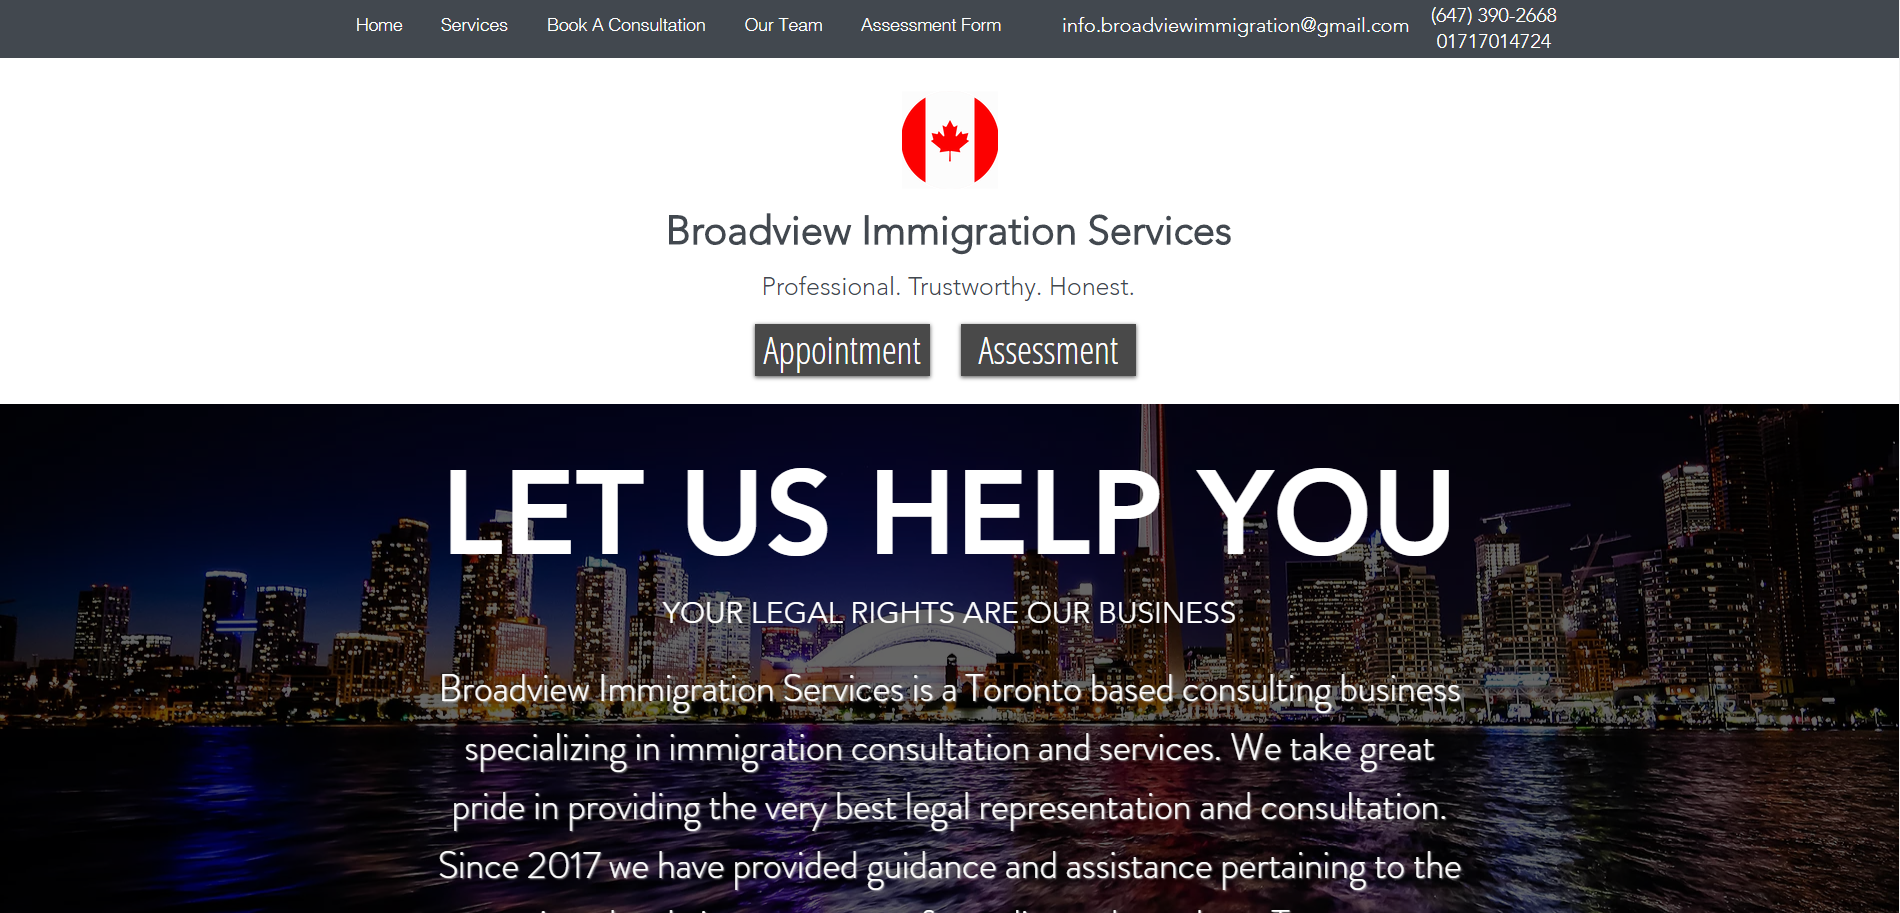 Home Services Book A Consultation Our Team Assessment Form info.broadviewimmigration@gmail.com (647) 390-2668
01717014724
Broadview Immigration Services
Professional. Trustworthy. Honest.
Appointment Assessment
LET US HELP YOU
YOUR LEGAL RIGHTS ARE OUR BUSINESS
Broadview Immigration Services is a Toronto based consulting business
specializing in immigration consultation and services. We take great
pride in providing the very best legal representation and consultation.
Since 2017 we have provided guidance and assistance pertaining to the